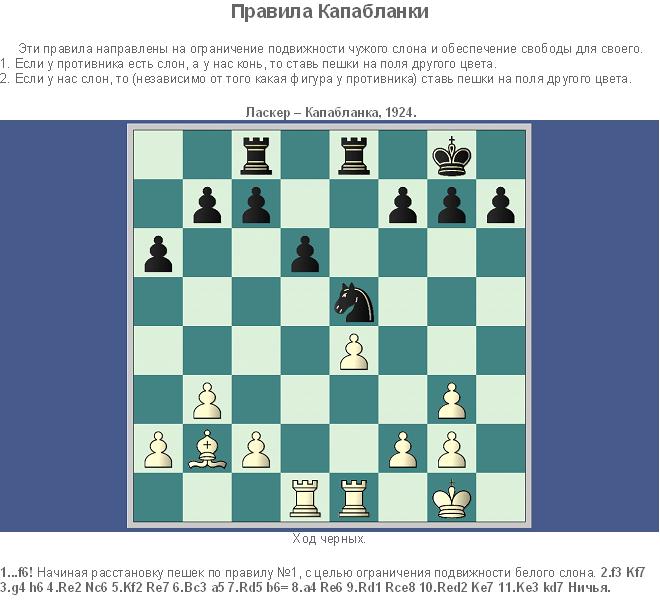 Правила Капабланки
Эти правила направлены на ограничение подвижности чужого слона и обеспечение свободы для своего.
1. Если у противника есть слон, а у нас конь, то ставь пешки на поля другого цвета.
2. Если у нас слон, то (независимо от того какая фигура у противника) ставь пешки на поля другого цвета.
Ласкер – Капабланка, 1924.
Ход черных.
1...f6! Начиная расстановку пешек по правилу №1, с целью ограничения подвижности белого слона. 2.f3 Kf7
3.g4 h6 4.Re2 Nc6 5.Kf2 Re7 6.Bc3 a5 7.Rd5 b6= 8.a4 Re6 9.Rd1 Rce8 10.Red2 Ke7 11.Ke3 kd7 Ничья.